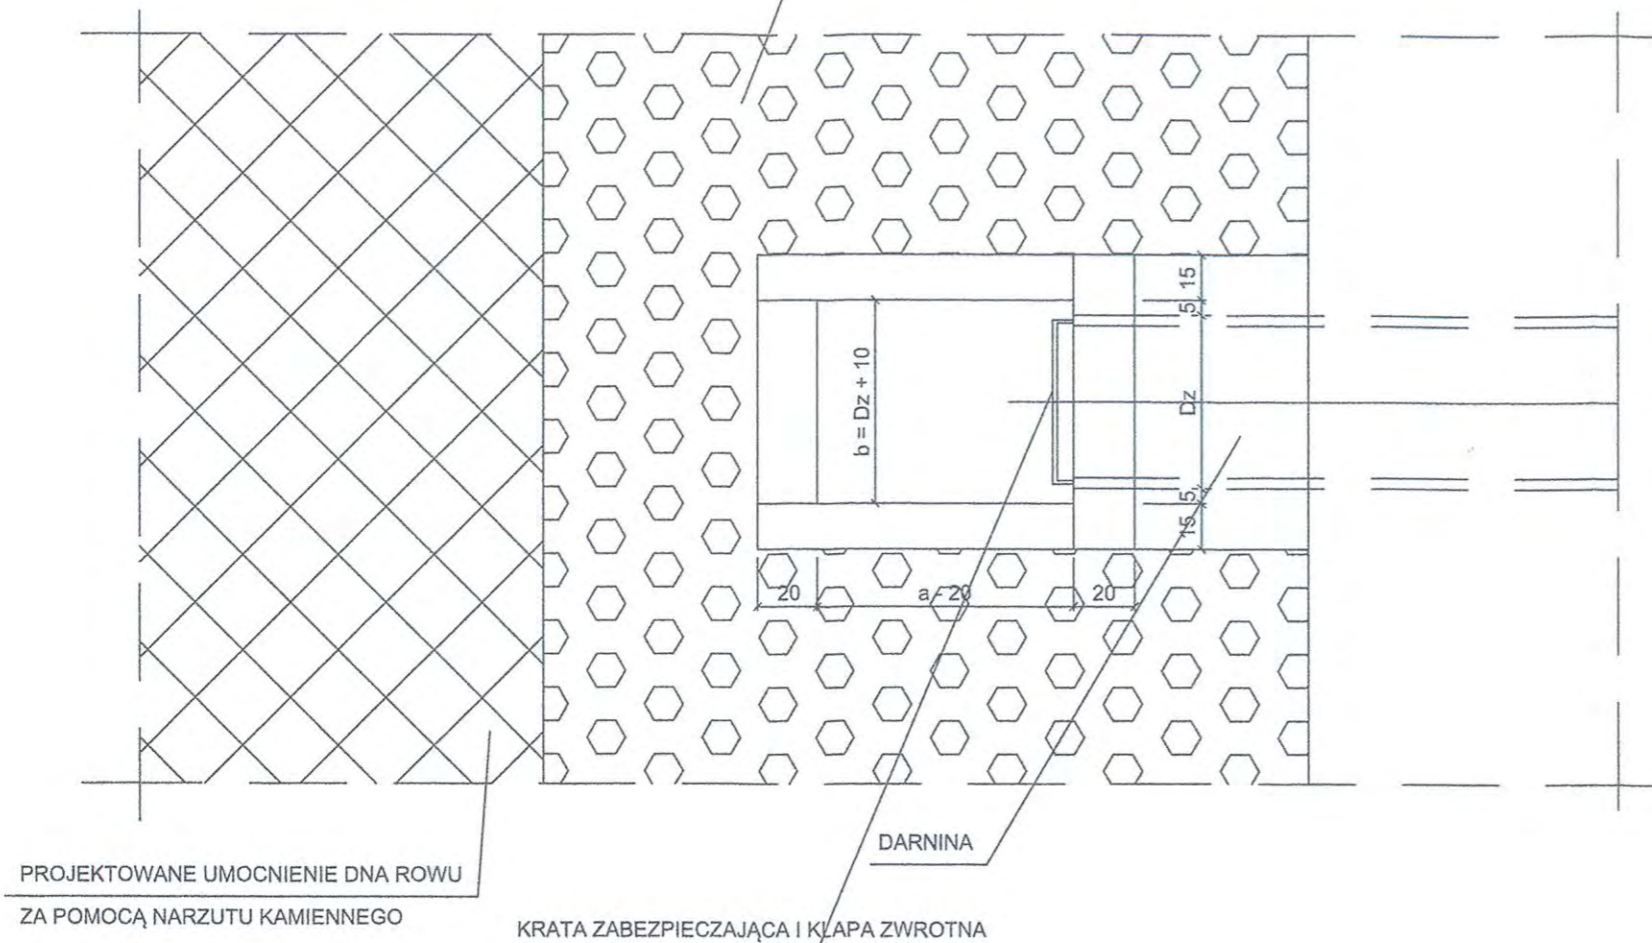 15
5
b = Dz + 10
Dz
5
15
20
a - 20
20
DARNINA
PROJEKTOWANE UMOCNIENIE DNA ROWU
ZA POMOCĄ NARZUTU KAMIENNEGO
KRATA ZABEZPIECZAJĄCA I KLAPA ZWROTNA